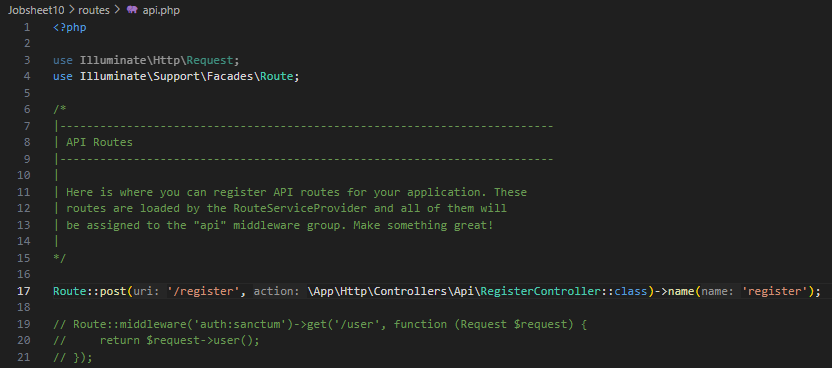 Jobsheet10 > routes > api.php
1 <?php
2
3 use Illuminate\Http\Request;
4 use Illuminate\Support\Facades\Route;
5
6 /*
7 |--------------------------------------------------------------------------
8 | API Routes
9 |--------------------------------------------------------------------------
10 |
11 | Here is where you can register API routes for your application. These
12 | routes are loaded by the RouteServiceProvider and all of them will
13 | be assigned to the "api" middleware group. Make something great!
14 |
15 */
16
17 Route::post(uri: '/register', action: \App\Http\Controllers\Api\RegisterController::class)->name(name: 'register');
18
19 // Route::middleware('auth:sanctum')->get('/user', function (Request $request) {
20 //     return $request->user();
21 // });